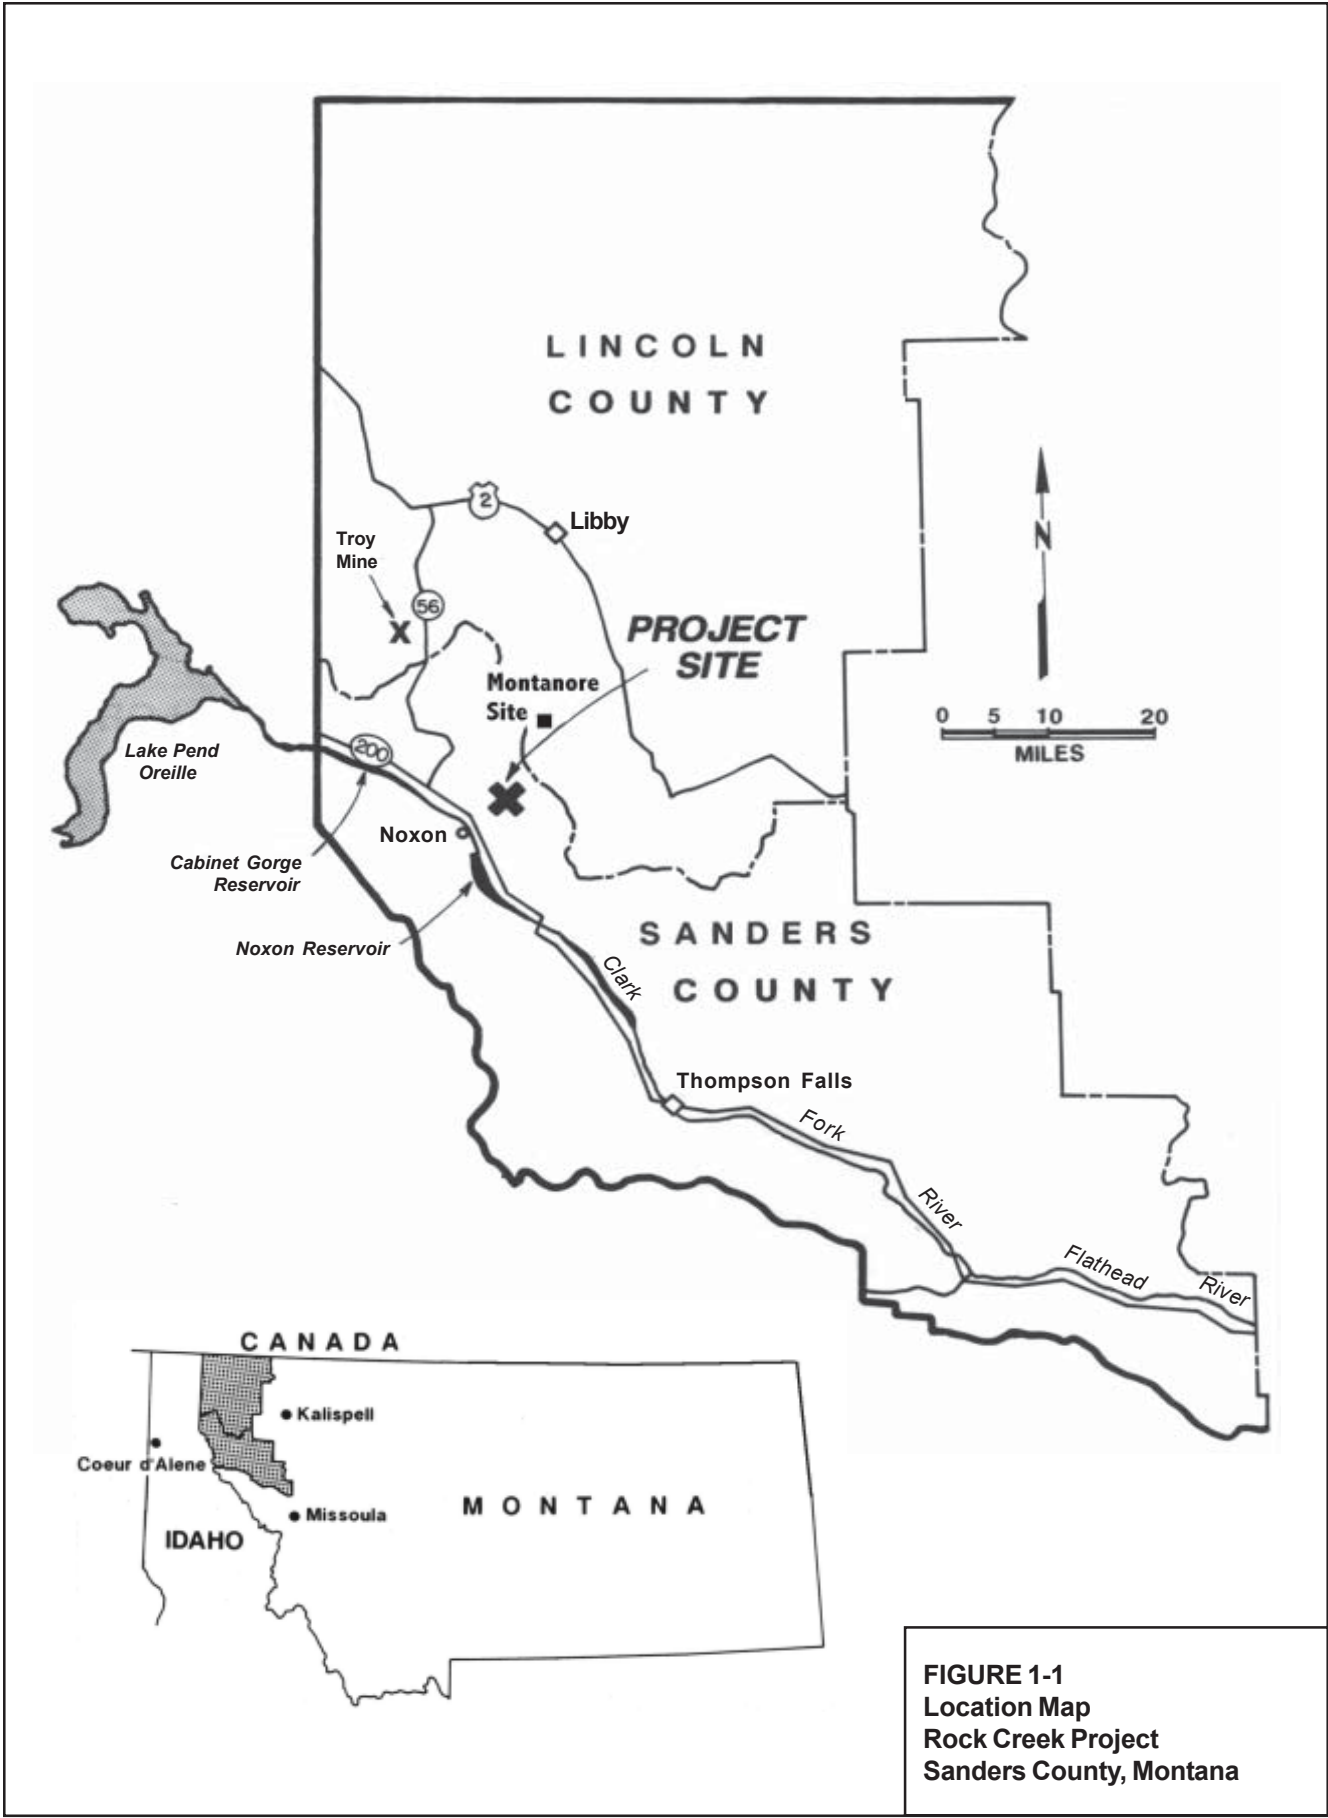 LINCOLN
COUNTY
2
Libby
Troy
Mine
56
N
PROJECT
SITE
Montanore
Site
0 5 10 20
MILES
200
Lake Pend
Oreille
Noxon
Cabinet Gorge
Reservoir
Noxon Reservoir
SANDERS
COUNTY
Clark
Thompson Falls
Fork
River
Flathead
River
CANADA
Kalispell
Coeur d'Alene
MONTANA
Missoula
IDAHO
FIGURE 1-1
Location Map
Rock Creek Project
Sanders County, Montana